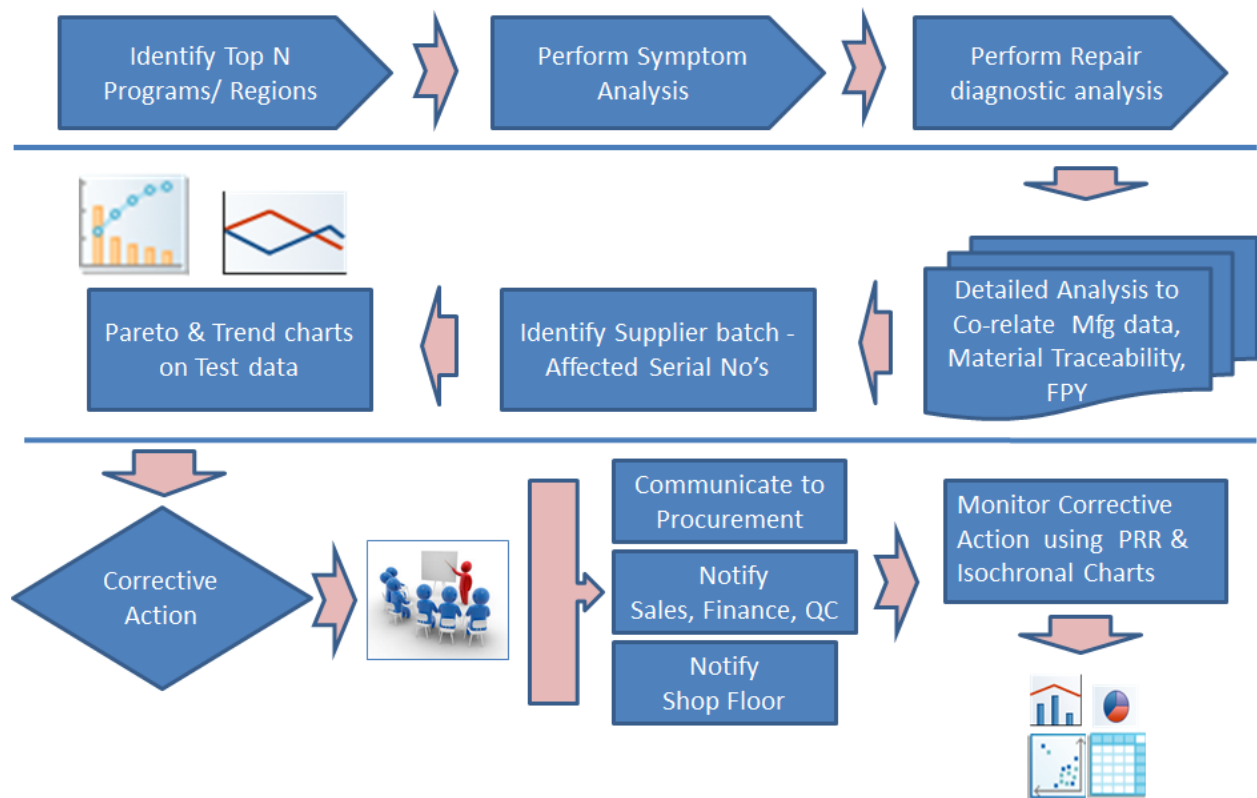 Identify Top N
Programs/ Regions
Perform Symptom
Analysis
Perform Repair
diagnostic analysis
Detailed Analysis to
Co-relate Mfg data,
Material Traceability,
FPY
Identify Supplier batch -
Affected Serial No's
Pareto & Trend charts
on Test data
Corrective
Action
Communicate to
Procurement
Notify
Sales, Finance, QC
Notify
Shop Floor
Monitor Corrective
Action using PRR &
Isochronal Charts